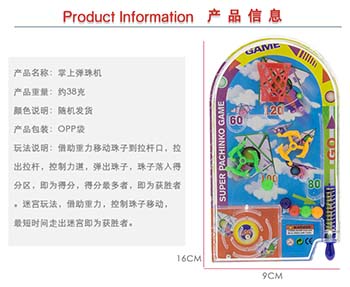 Product Information 产品信息
产品名称：掌上弹珠机
产品重量：约38克
颜色说明：随机发货
产品包装：OPP袋
玩法说明：借助重力移动珠子到拉杆口，拉
出拉杆，控制力道，弹出珠子，珠子落入得
分区，即为得分，得分最多者，即为获胜
者。迷宫玩法，借助重力，控制珠子移动，
最短时间走出迷宫即为获胜者。
GAME
20
60
100
80
GO
SUPER PACHINKO GAME
16CM
9CM